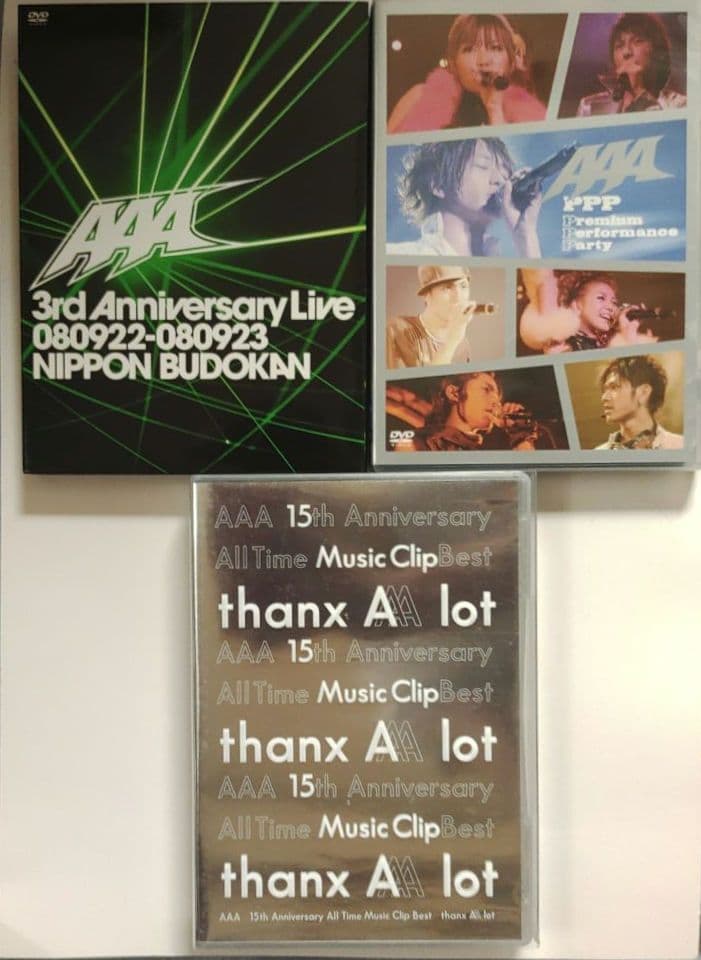 DVD
AAA
3rd Anniversary Live
080922-080923
NIPPON BUDOKAN
AAA
PPP
Premium
Performance
Party
DVD
AAA 15th Anniversary
All Time Music Clip Best
thanx AAA lot
AAA 15th Anniversary
All Time Music Clip Best
thanx AAA lot
AAA 15th Anniversary
All Time Music Clip Best
thanx AAA lot
AAA 15th Anniversary All Time Music Clip Best thanx AAA lot